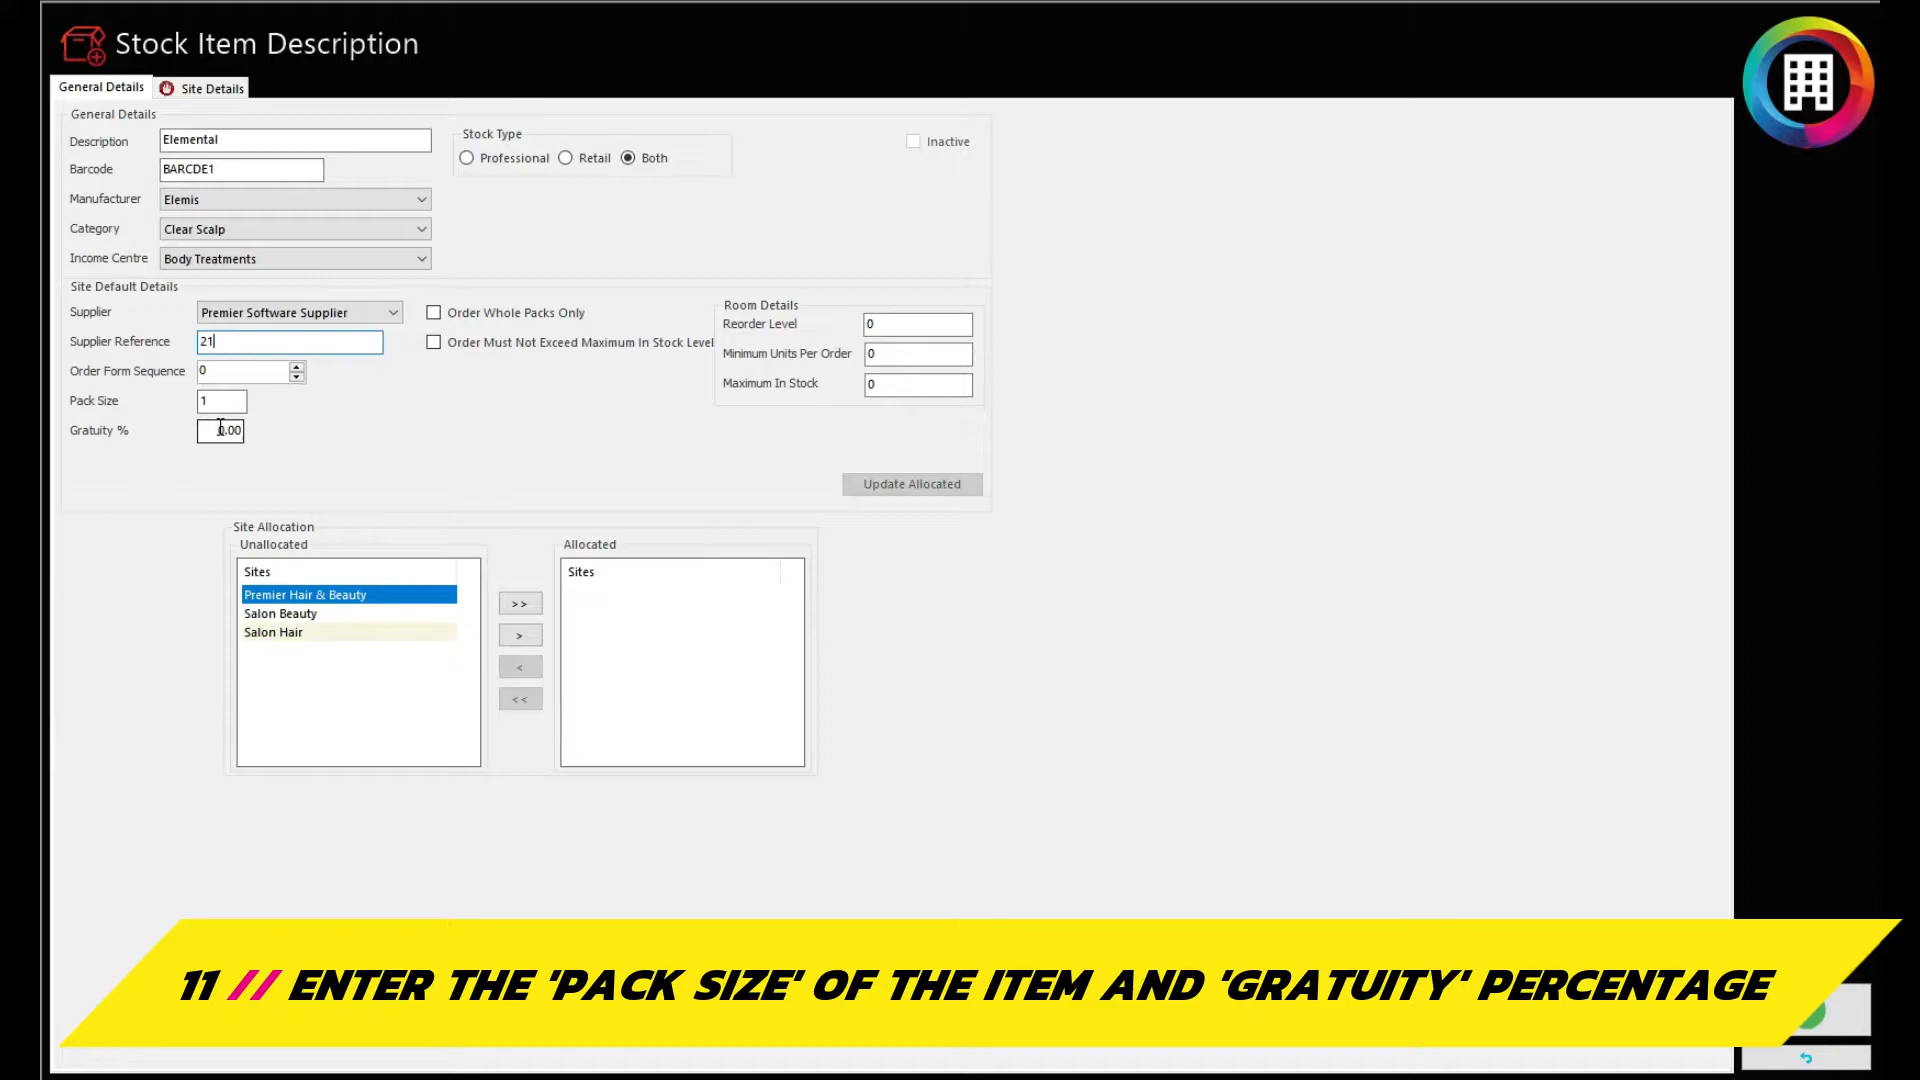 Stock Item Description
General Details
Site Details
General Details
Description
Elemental
Stock Type
Professional
Retail
Both
Inactive
Barcode
BARCDE1
Manufacturer
Elemis
Category
Clear Scalp
Income Centre
Body Treatments
Site Default Details
Supplier
Premier Software Supplier
Order Whole Packs Only
Supplier Reference
21
Order Must Not Exceed Maximum In Stock Level
Order Form Sequence
0
Pack Size
1
Gratuity %
0.00
Room Details
Reorder Level
0
Minimum Units Per Order
0
Maximum In Stock
0
Update Allocated
Site Allocation
Unallocated
Sites
Premier Hair & Beauty
Salon Beauty
Salon Hair
>>
>
<
<<
Allocated
Sites
11 // ENTER THE 'PACK SIZE' OF THE ITEM AND 'GRATUITY' PERCENTAGE